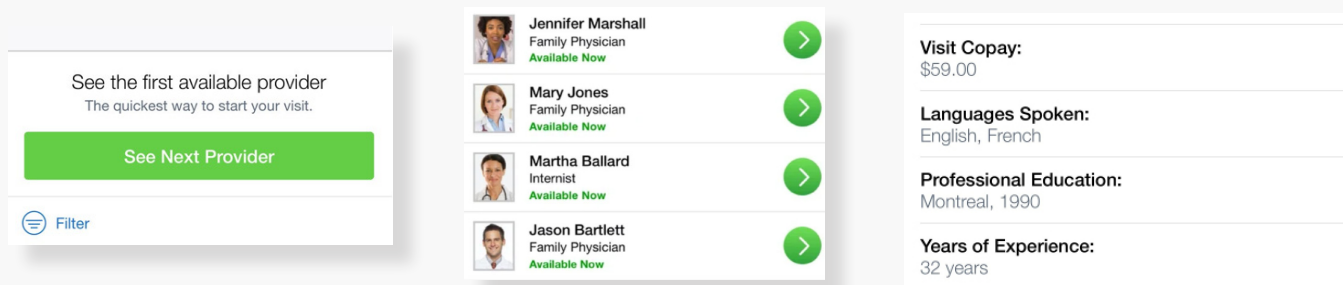 See the first available provider
The quickest way to start your visit.
See Next Provider
Filter
Jennifer Marshall
Family Physician
Available Now
Mary Jones
Family Physician
Available Now
Martha Ballard
Internist
Available Now
Jason Bartlett
Family Physician
Available Now
Visit Copay:
$59.00
Languages Spoken:
English, French
Professional Education:
Montreal, 1990
Years of Experience:
32 years